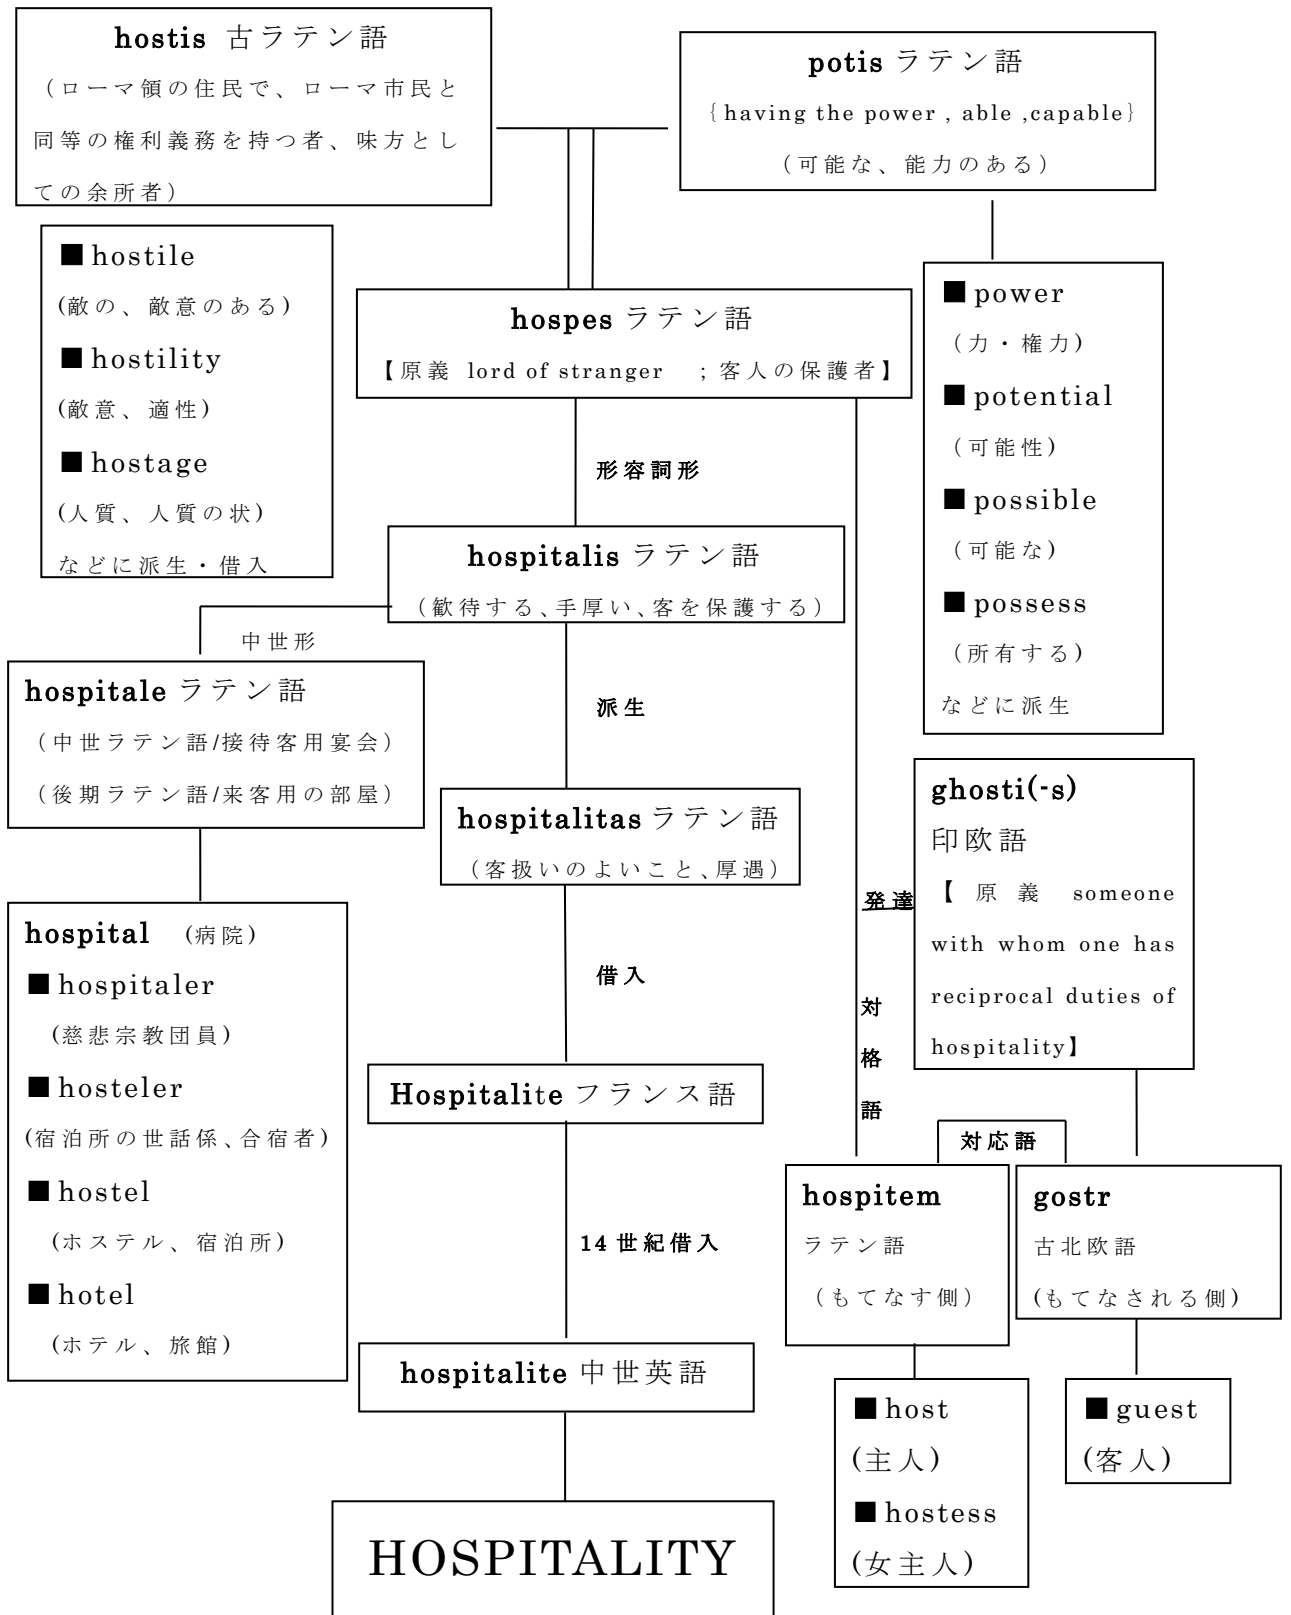 hostis 古ラテン語
（ローマ領の住民で、ローマ市民と
同等の権利義務を持つ者、味方とし
ての余所者）
potis ラテン語
{having the power , able ,capable}
（可能な、能力のある）
■hostile
(敵の、敵意のある)
■hostility
(敵意、適性)
■hostage
(人質、人質の状)
などに派生・借入
hospes ラテン語
【原義 lord of stranger ；客人の保護者】
■power
（力・権力）
■potential
（可能性）
■possible
（可能な）
■possess
（所有する）
などに派生
形容詞形
hospitalis ラテン語
（歓待する、手厚い、客を保護する）
中世形
hospitale ラテン語
（中世ラテン語/接待客用宴会）
（後期ラテン語/来客用の部屋）
派生
hospitalitas ラテン語
（客扱いのよいこと、厚遇）
ghosti(-s)
印欧語
【原義 someone
with whom one has
reciprocal duties of
hospitality】
発達
対
格
語
hospital （病院）
■hospitaler
（慈悲宗教団員）
■hosteler
(宿泊所の世話係、合宿者)
■hostel
（ホステル、宿泊所）
■hotel
（ホテル、旅館）
借入
Hospitalite フランス語
対応語
hospitem
ラテン語
（もてなす側）
gostr
古北欧語
(もてなされる側)
14 世紀借入
hospitalite 中世英語
■host
(主人)
■hostess
(女主人)
■guest
(客人)
HOSPITALITY